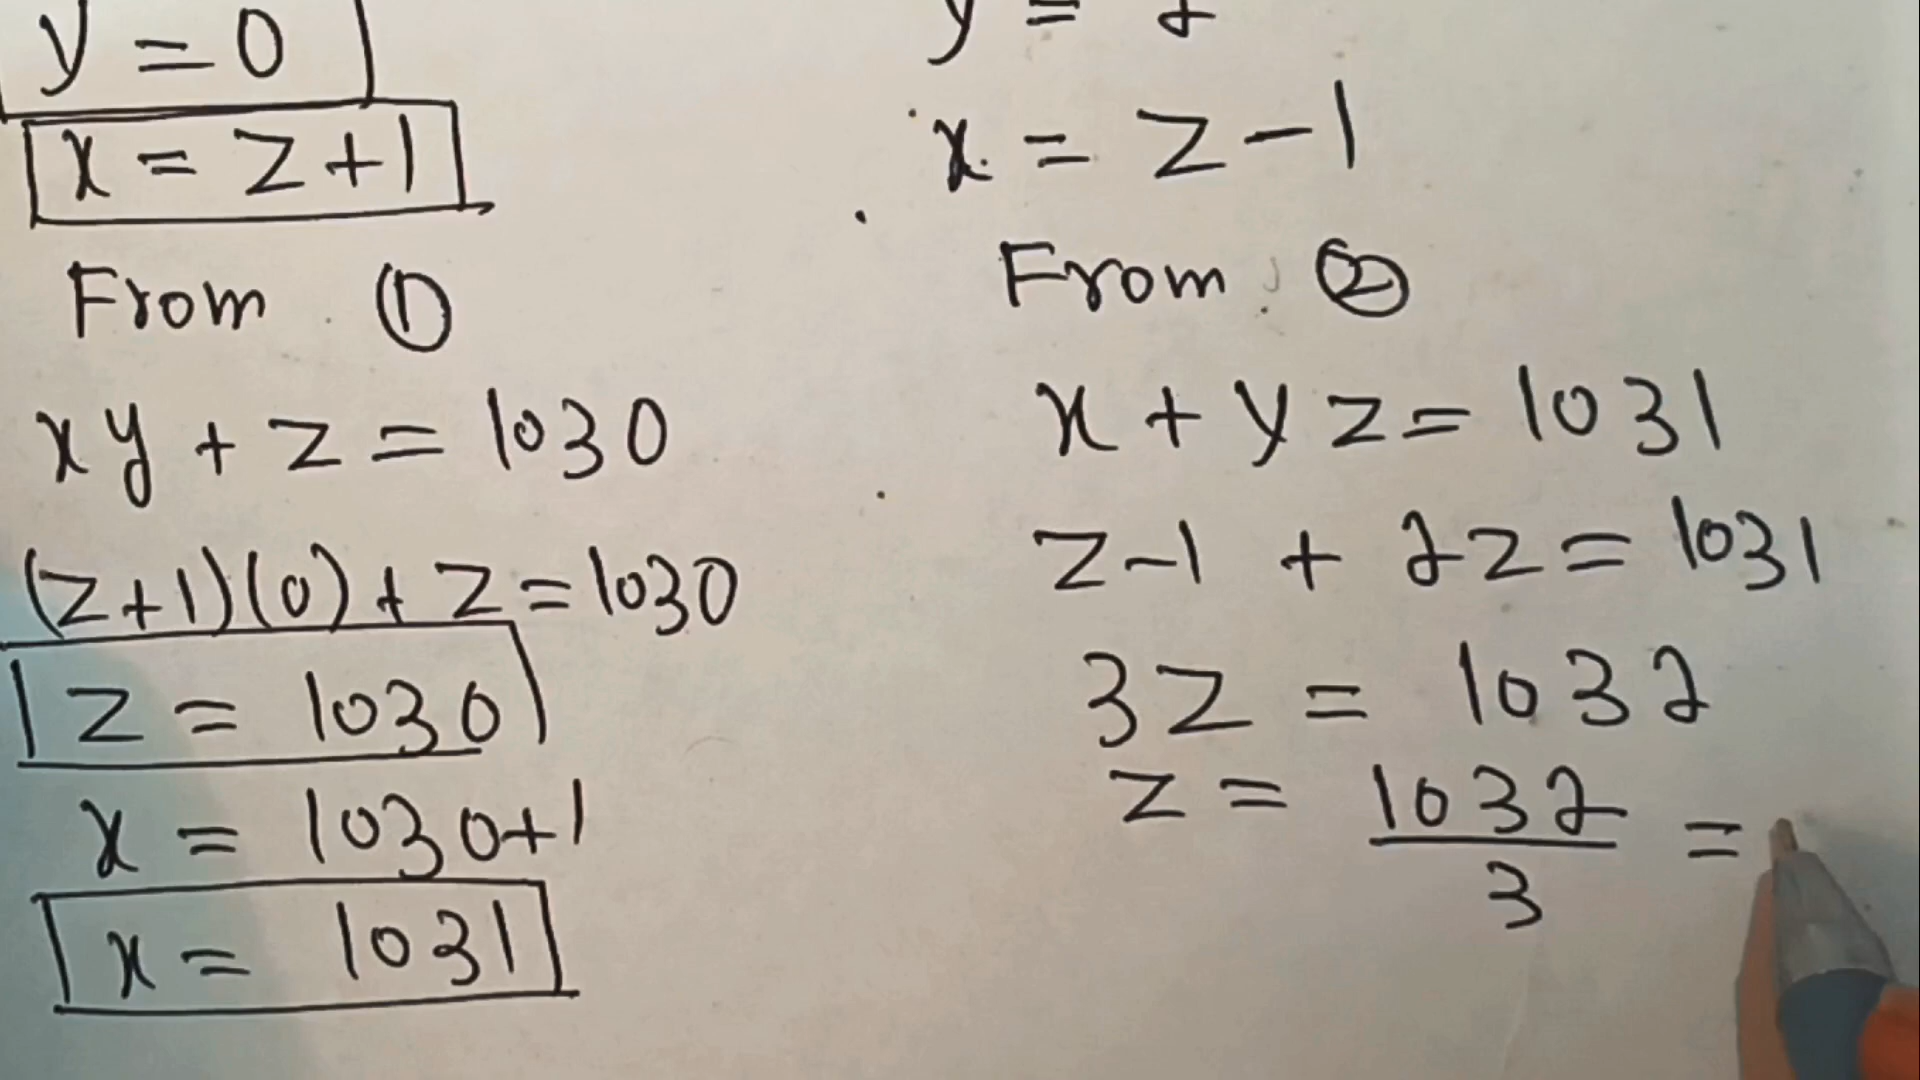 y = 0
x = z+1
From ①
xy + z = 1030
(z+1)(0) + z = 1030
z = 1030
x = 1030+1
x = 1031
y = 2
x = z-1
From ②
x + yz = 1031
z-1 + 2z = 1031
3z = 1032
z = 1032/3 =